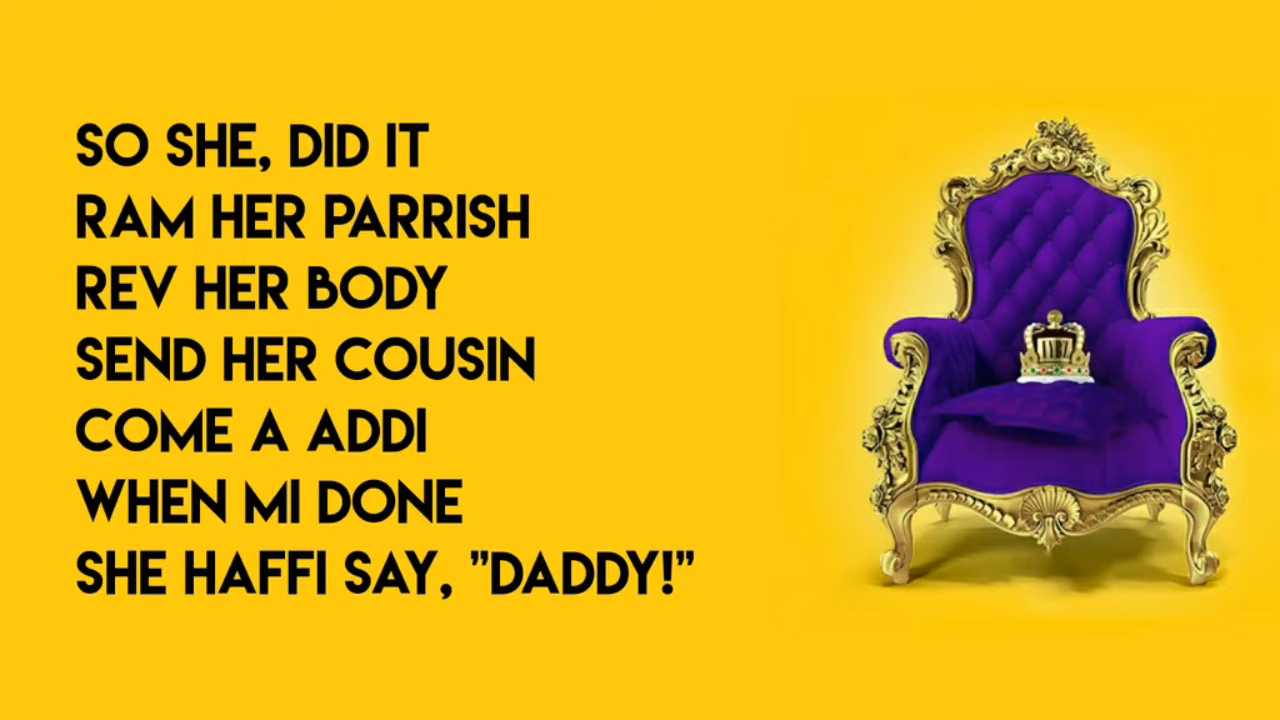 SO SHE, DID IT
RAM HER PARRISH
REV HER BODY
SEND HER COUSIN
COME A ADDI
WHEN MI DONE
SHE HAFFI SAY, "DADDY!"